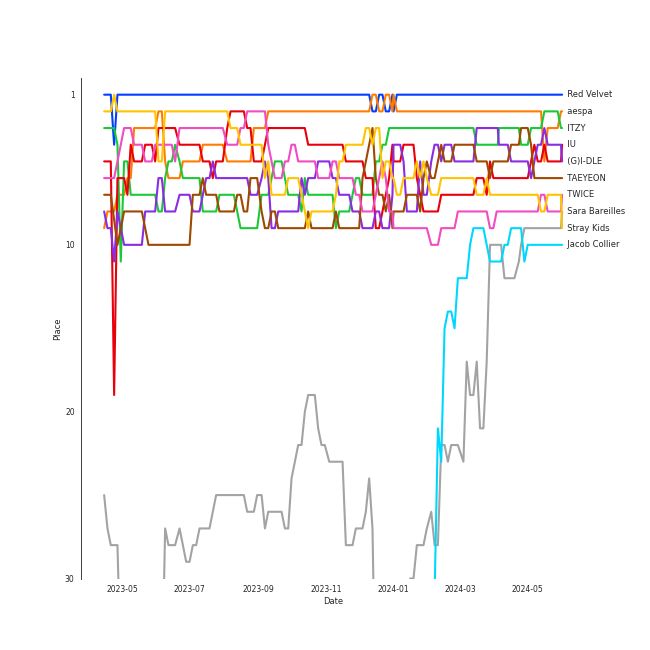 1
10
20
30
Place
2023-05
2023-07
2023-09
2023-11
2024-01
2024-03
2024-05
Date
Red Velvet
aespa
ITZY
IU
(G)I-DLE
TAEYEON
TWICE
Sara Bareilles
Stray Kids
Jacob Collier